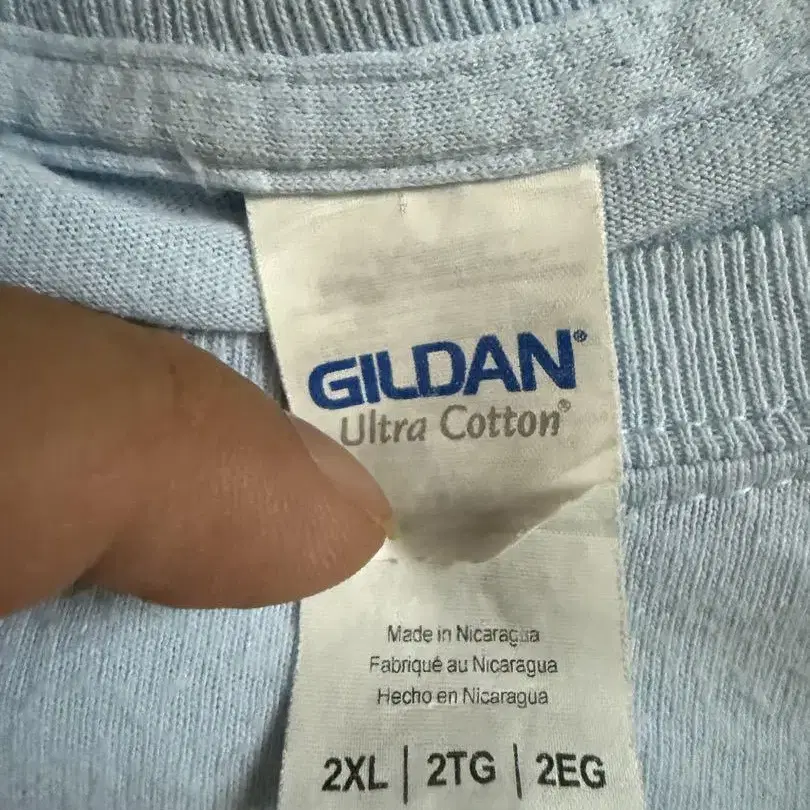 GILDAN®
Ultra Cotton®
Made in Nicaragua
Fabriqué au Nicaragua
Hecho en Nicaragua
2XL | 2TG | 2EG